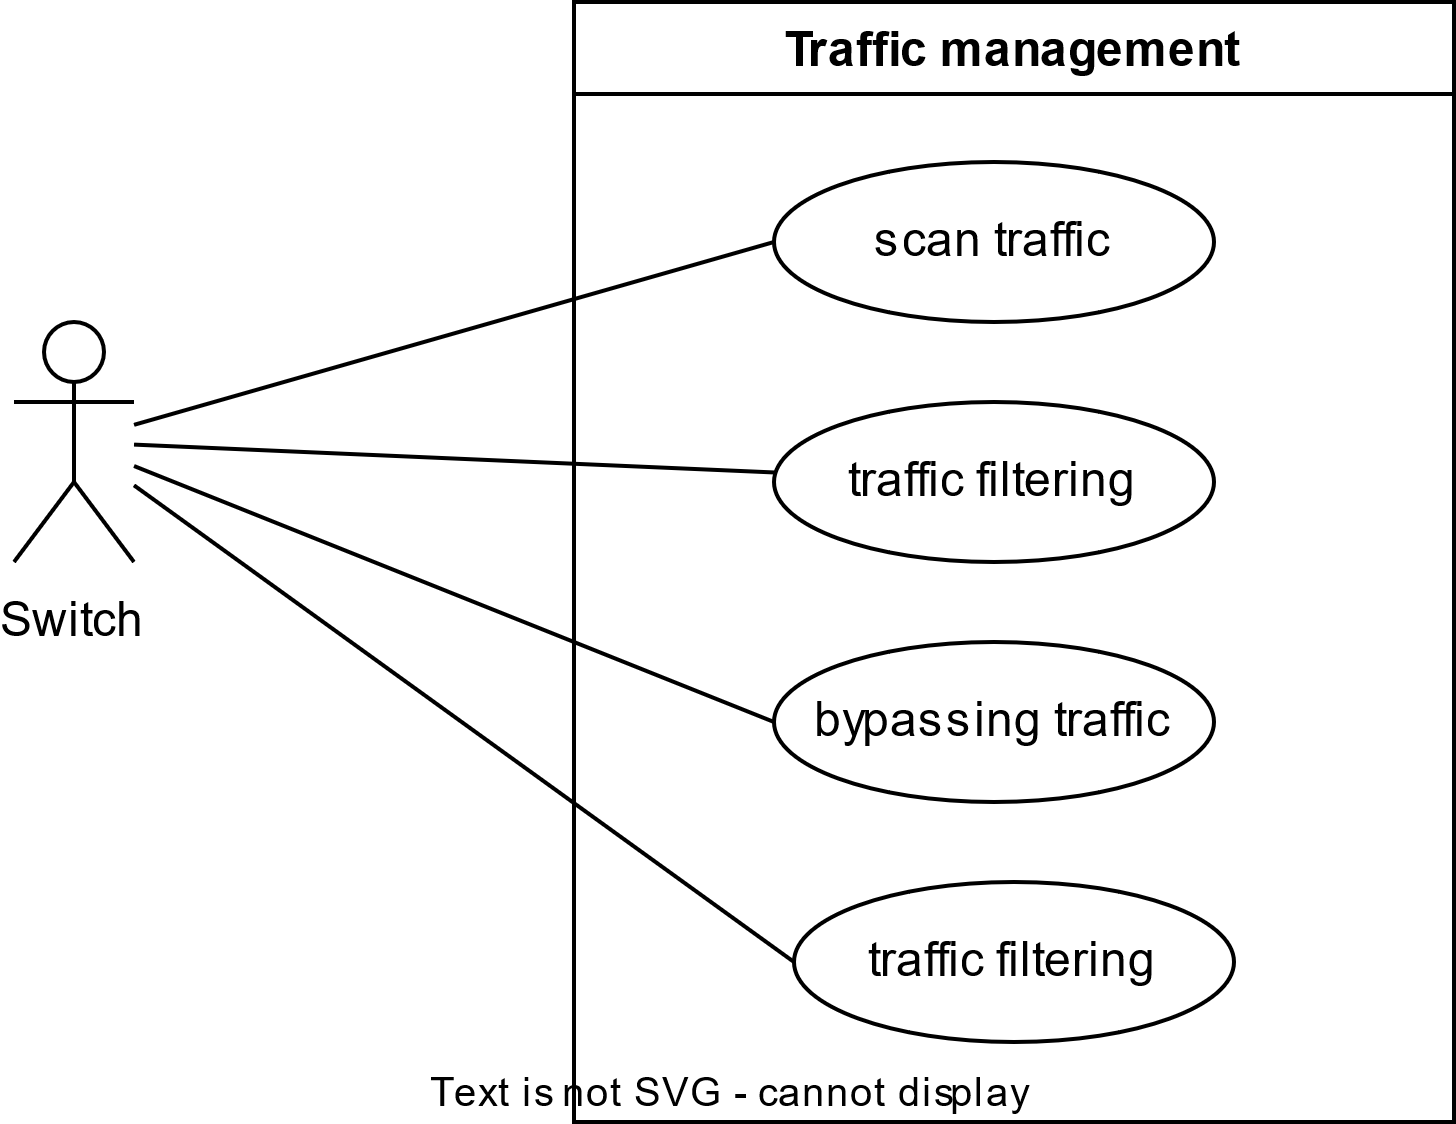 Traffic management
scan traffic
traffic filtering
Switch
bypassing traffic
traffic filtering
Text is not SVG - cannot display